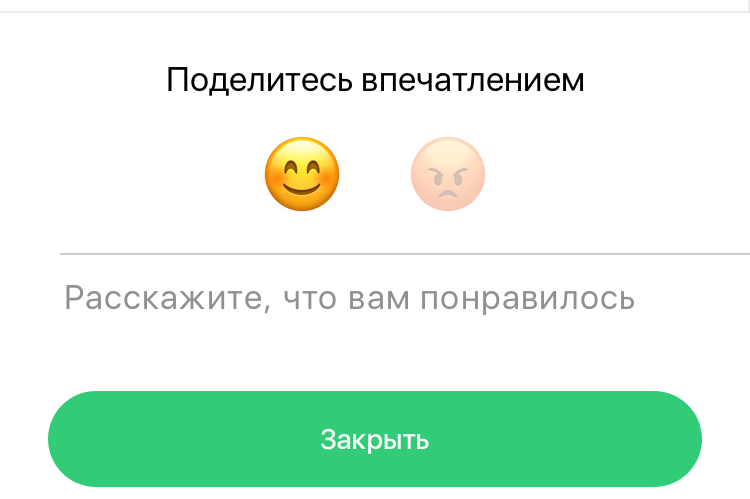 Поделитесь впечатлением
Расскажите, что вам понравилось
Закрыть